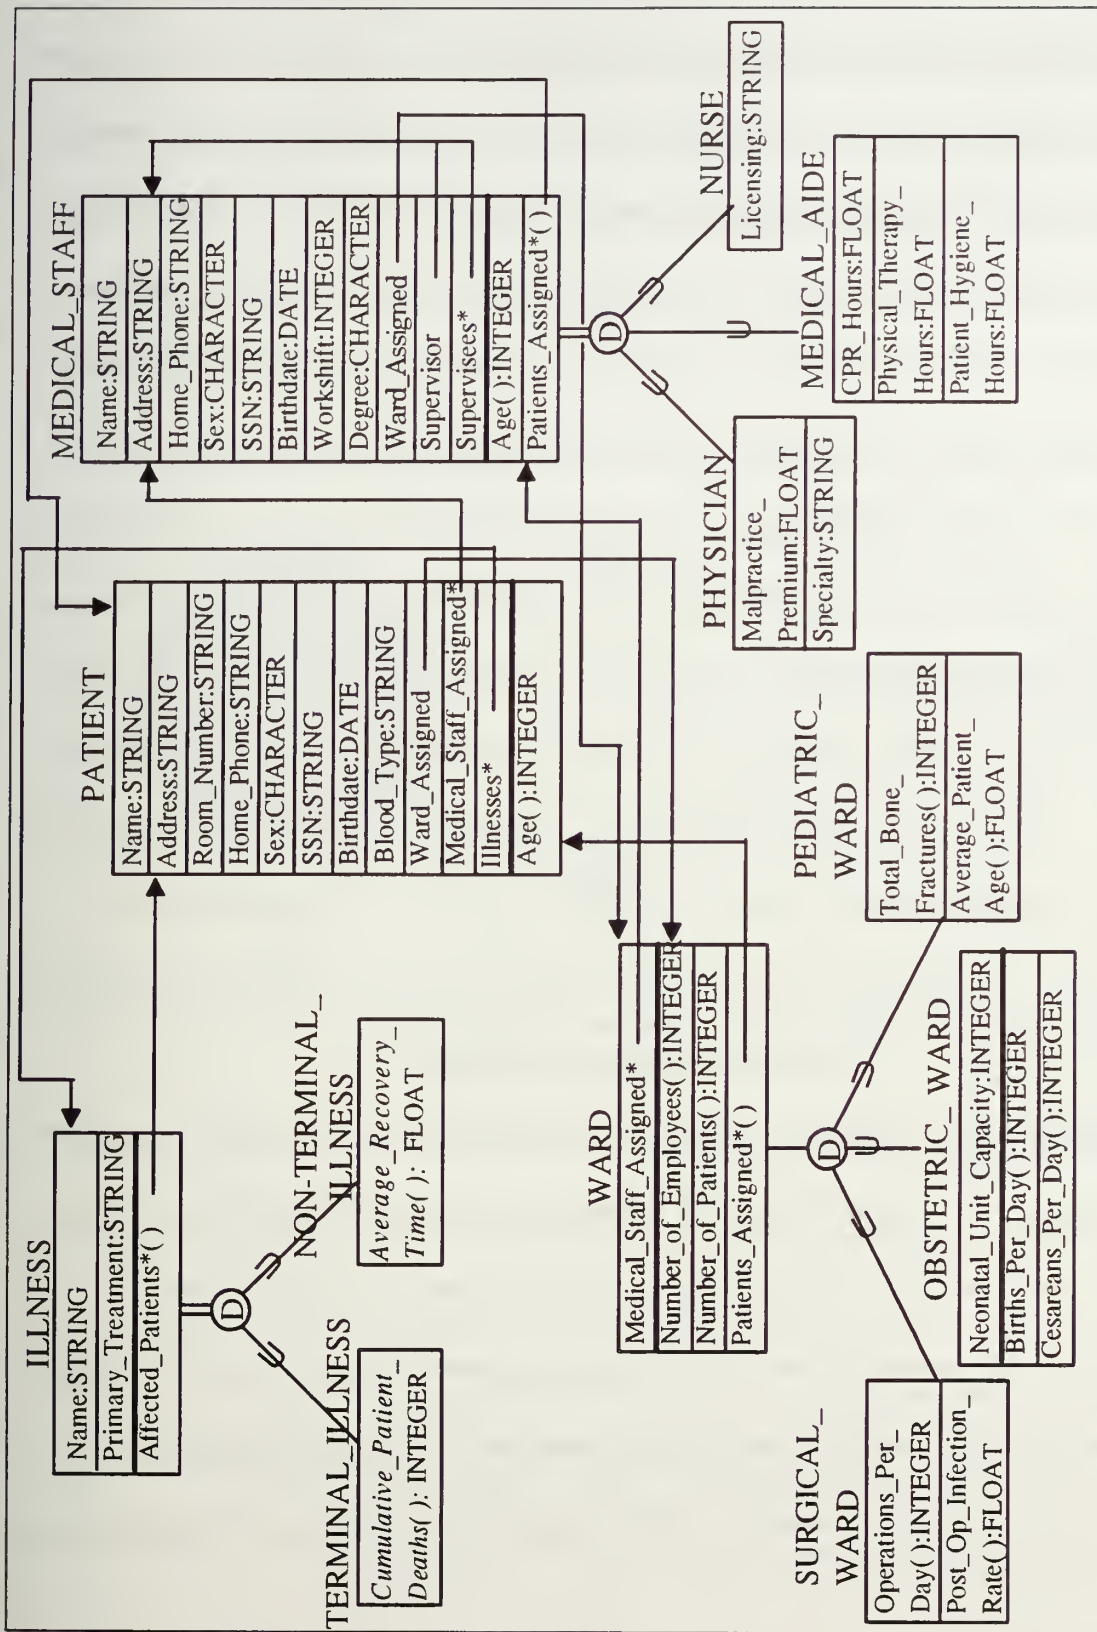 ILLNESS
Name:STRING
Primary_Treatment:STRING
Affected_Patients*( )
TERMINAL_ILLNESS
Cumulative_Patient_
Deaths( ): INTEGER
NON-TERMINAL_
ILLNESS
Average_Recovery_
Time( ): FLOAT
D
PATIENT
Name:STRING
Address:STRING
Room_Number:STRING
Home_Phone:STRING
Sex:CHARACTER
SSN:STRING
Birthdate:DATE
Blood_Type:STRING
Ward_Assigned
Medical_Staff_Assigned*
Illnesses*
Age( ):INTEGER
MEDICAL_STAFF
Name:STRING
Address:STRING
Home_Phone:STRING
Sex:CHARACTER
SSN:STRING
Birthdate:DATE
Workshift:INTEGER
Degree:CHARACTER
Ward_Assigned
Supervisor
Supervisees*
Age( ):INTEGER
Patients_Assigned*( )
D
PHYSICIAN
Malpractice_
Premium:FLOAT
Specialty:STRING
MEDICAL_AIDE
CPR_Hours:FLOAT
Physical_Therapy_
Hours:FLOAT
Patient_Hygiene_
Hours:FLOAT
NURSE
Licensing:STRING
WARD
Medical_Staff_Assigned*
Number_of_Employees( ):INTEGER
Number_of_Patients( ):INTEGER
Patients_Assigned*( )
D
SURGICAL_
WARD
Operations_Per_
Day( ):INTEGER
Post_Op_Infection_
Rate( ):FLOAT
OBSTETRIC_ WARD
Neonatal_Unit_Capacity:INTEGER
Births_Per_Day( ):INTEGER
Cesareans_Per_Day( ):INTEGER
PEDIATRIC_
WARD
Total_Bone_
Fractures( ):INTEGER
Average_Patient_
Age( ):FLOAT